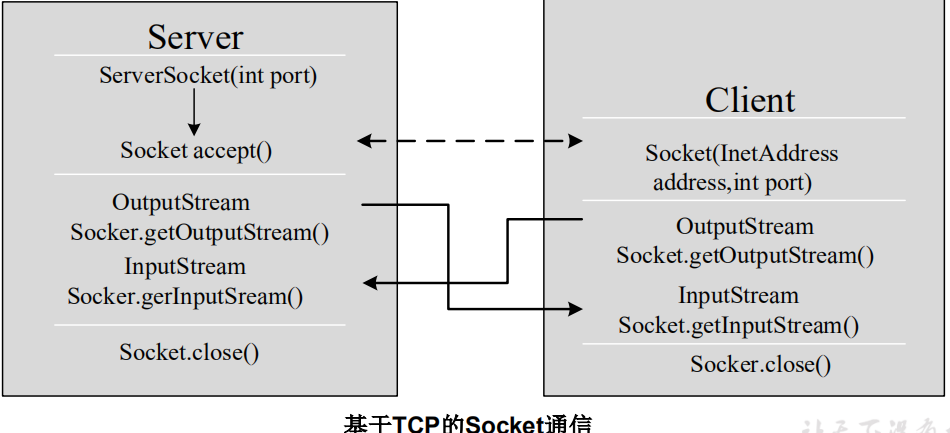 Server
ServerSocket(int port)
Socket accept()
OutputStream
Socker.getOutputStream()
InputStream
Socker.gerInputSream()
Socket.close()
Client
Socket(InetAddress
address,int port)
OutputStream
Socket.getOutputStream()
InputStream
Socket.getInputStream()
Socker.close()
基于TCP的Socket通信